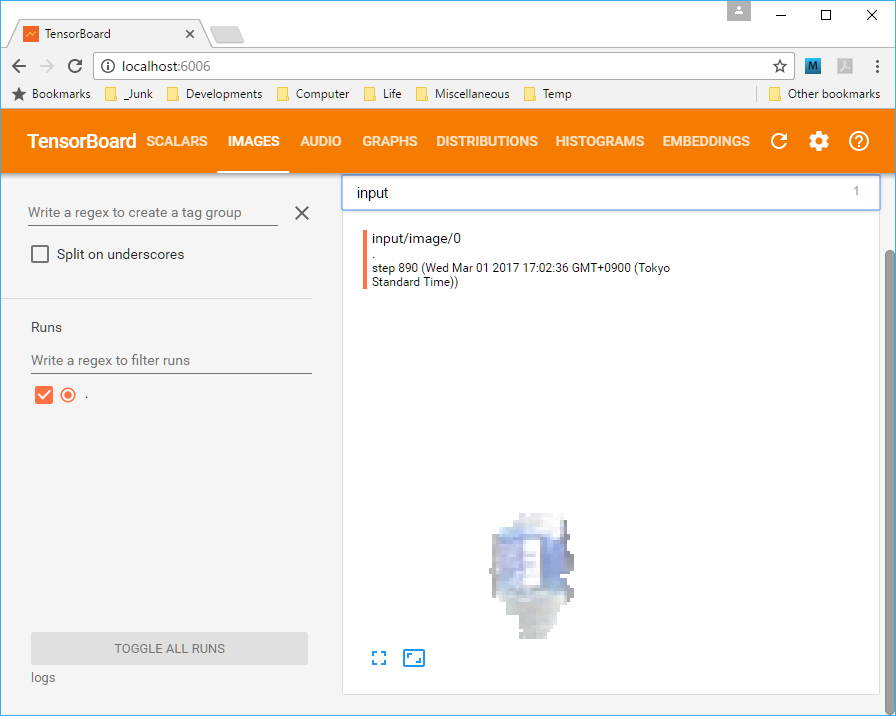 TensorBoard
localhost:6006
Bookmarks _Junk Developments Computer Life Miscellaneous Temp Other bookmarks
TensorBoard SCALARS IMAGES AUDIO GRAPHS DISTRIBUTIONS HISTOGRAMS EMBEDDINGS
input 1
Write a regex to create a tag group
Split on underscores
input/image/0
.
step 890 (Wed Mar 01 2017 17:02:36 GMT+0900 (Tokyo
Standard Time))
Runs
Write a regex to filter runs
.
TOGGLE ALL RUNS
logs